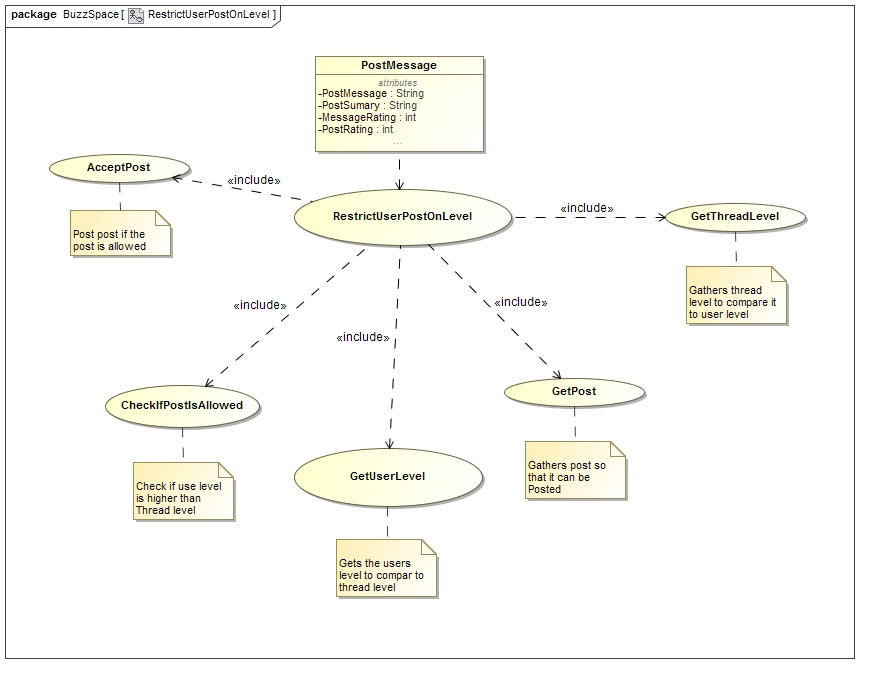 package BuzzSpace [ RestrictUserPostOnLevel ]
PostMessage
attributes
-PostMessage : String
-PostSumary : String
-MessageRating : int
-PostRating : int
...
AcceptPost
«include»
Post post if the
post is allowed
RestrictUserPostOnLevel
«include»
GetThreadLevel
Gathers thread
level to compare it
to user level
«include»
«include»
«include»
CheckIfPostIsAllowed
Check if use level
is higher than
Thread level
GetUserLevel
Gets the users
level to compar to
thread level
GetPost
Gathers post so
that it can be
Posted